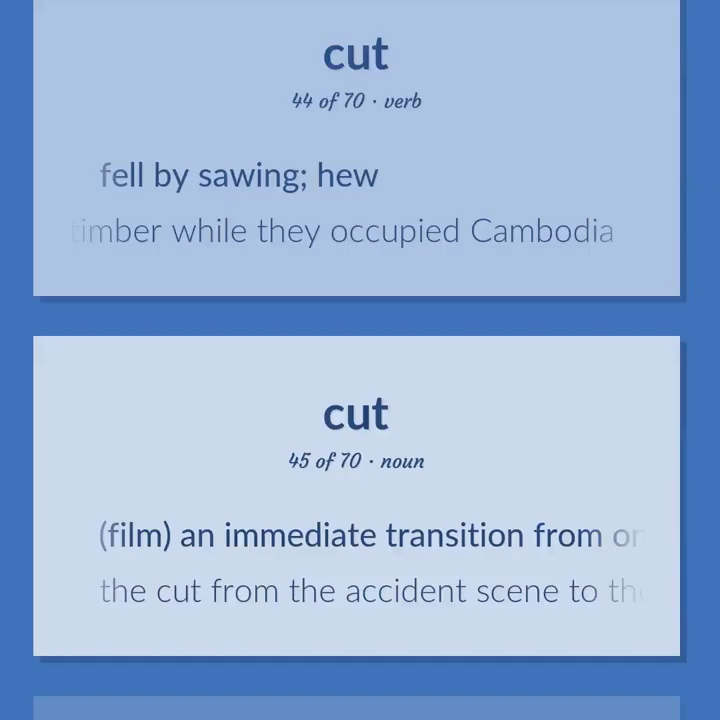 cut
44 of 70 · verb
fell by sawing; hew
timber while they occupied Cambodia
cut
45 of 70 · noun
(film) an immediate transition from
the cut from the accident scene to